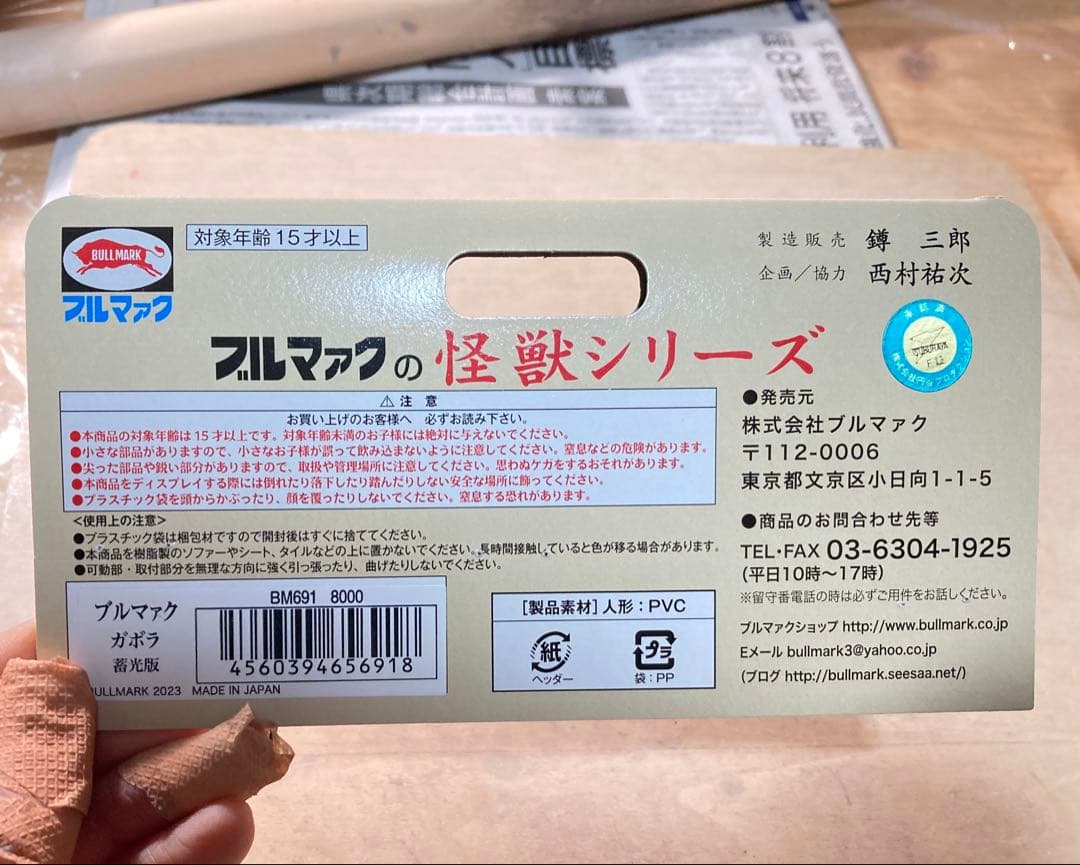 BULLMARK
ブルマァク
対象年齢15才以上
製造販売 鐏 三郎
企画／協力 西村祐次
ブルマァクの怪獣シリーズ
⚠注 意
お買い上げのお客様へ 必ずお読み下さい。
●本商品の対象年齢は15才以上です。対象年齢未満のお子様には絶対に与えないでください。
●小さな部品がありますので、小さなお子様が誤って飲み込まないように注意してください。窒息などの危険があります。
●尖った部品や鋭い部分がありますので、取扱や管理場所に注意してください。思わぬケガをするおそれがあります。
●本商品をディスプレイする際には倒れたり落下したり踏んだりしない安全な場所に飾ってください。
●プラスチック袋を頭からかぶったり、顔を覆ったりしないでください。窒息する恐れがあります。
<使用上の注意>
●プラスチック袋は梱包材ですので開封後はすぐに捨ててください。
●本商品を樹脂製のソファーやシート、タイルなどの上に置かないでください。長時間接触していると色が移る場合があります。
●可動部・取付部分を無理な方向に強く引っ張ったり、曲げたりしないでください。
ブルマァク
ガボラ
蓄光版
BM691 8000
4560394656918
BULLMARK 2023 MADE IN JAPAN
[製品素材]人形：PVC
紙
ヘッダー
プラ
袋：PP
●発売元
株式会社ブルマァク
〒112-0006
東京都文京区小日向1-1-5
●商品のお問合わせ先等
TEL・FAX 03-6304-1925
(平日10時〜17時)
※留守番電話の時は必ずご用件をお話しください。
ブルマァクショップ http://www.bullmark.co.jp
Eメール bullmark3@yahoo.co.jp
(ブログ http://bullmark.seesaa.net/)